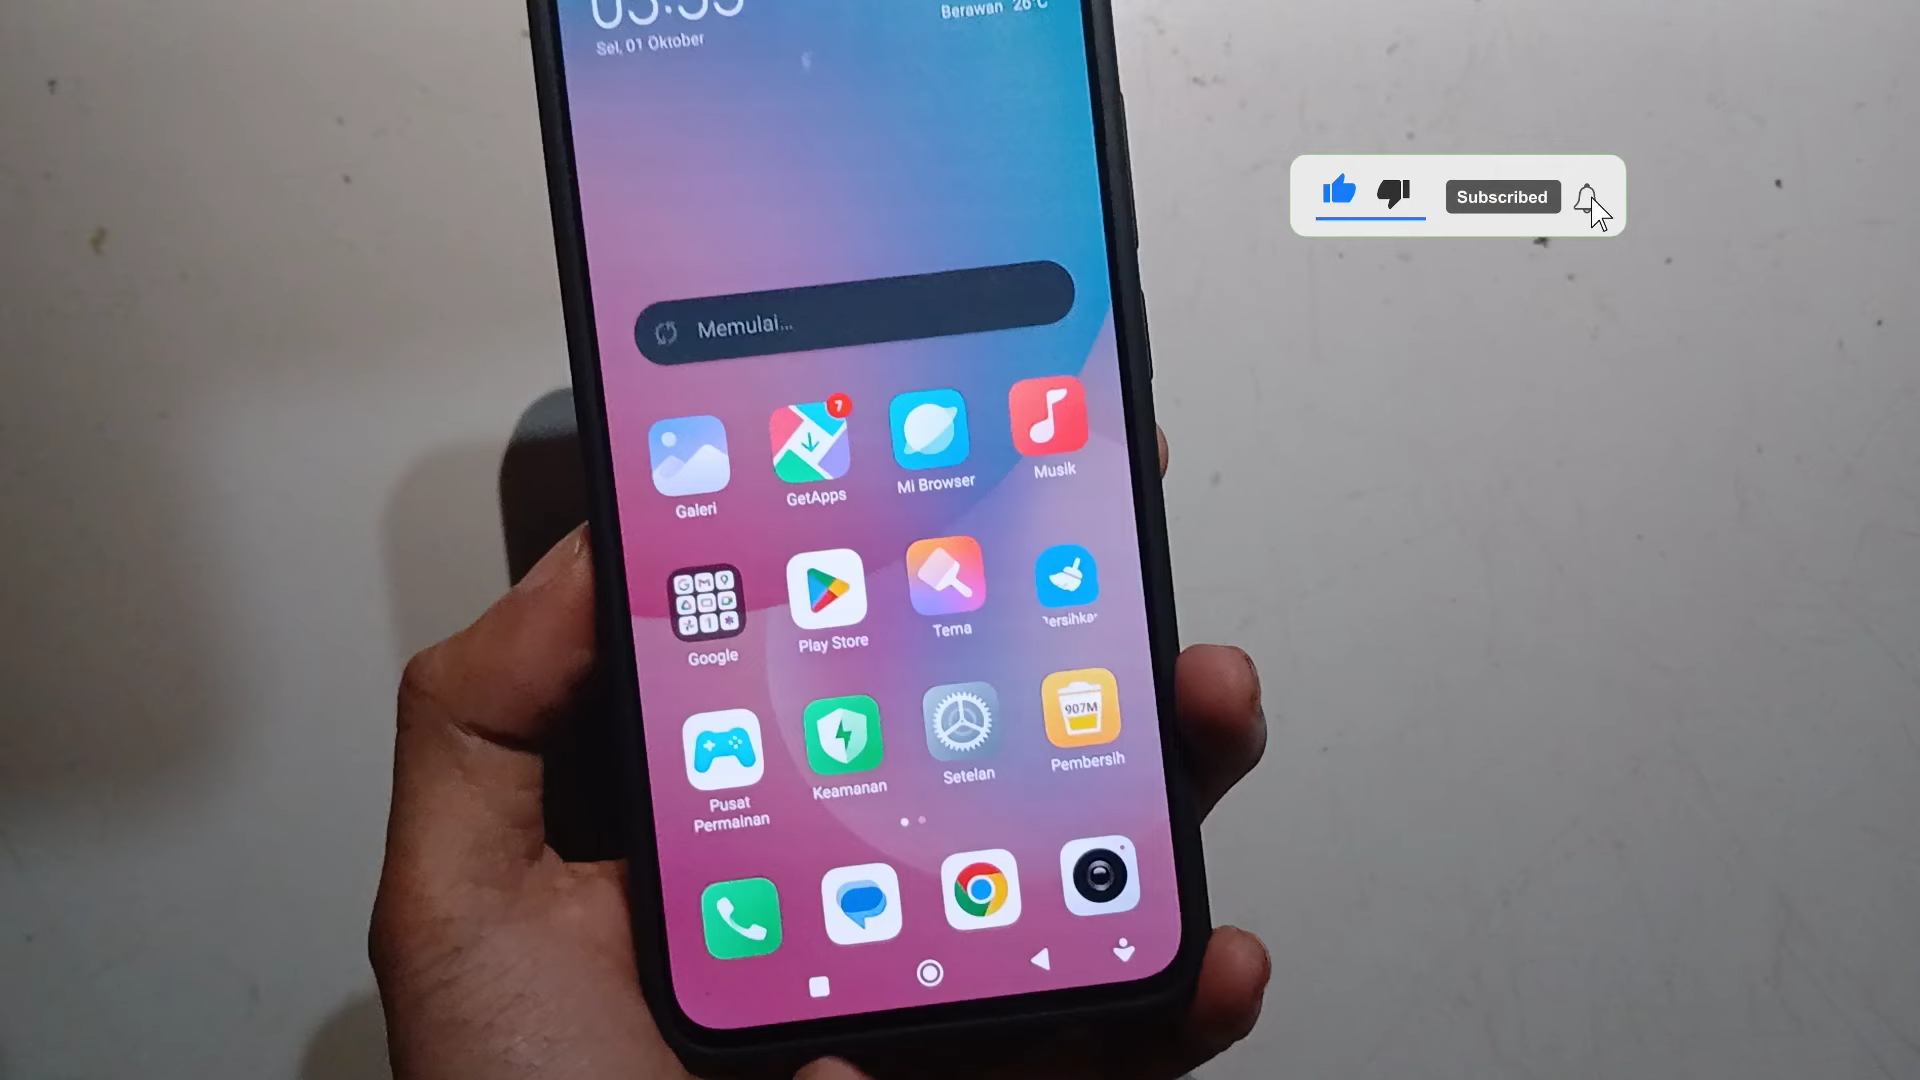 Berawan 26°C
Sel, 01 Oktober
Subscribed
Memulai...
7
Galeri
GetApps
Mi Browser
Musik
Google
Play Store
Tema
907M
Pusat
Permainan
Keamanan
Setelan
Pembersih